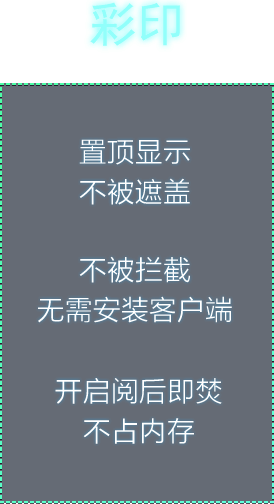 彩印
置顶显示
不被遮盖
不被拦截
无需安装客户端
开启阅后即焚
不占内存